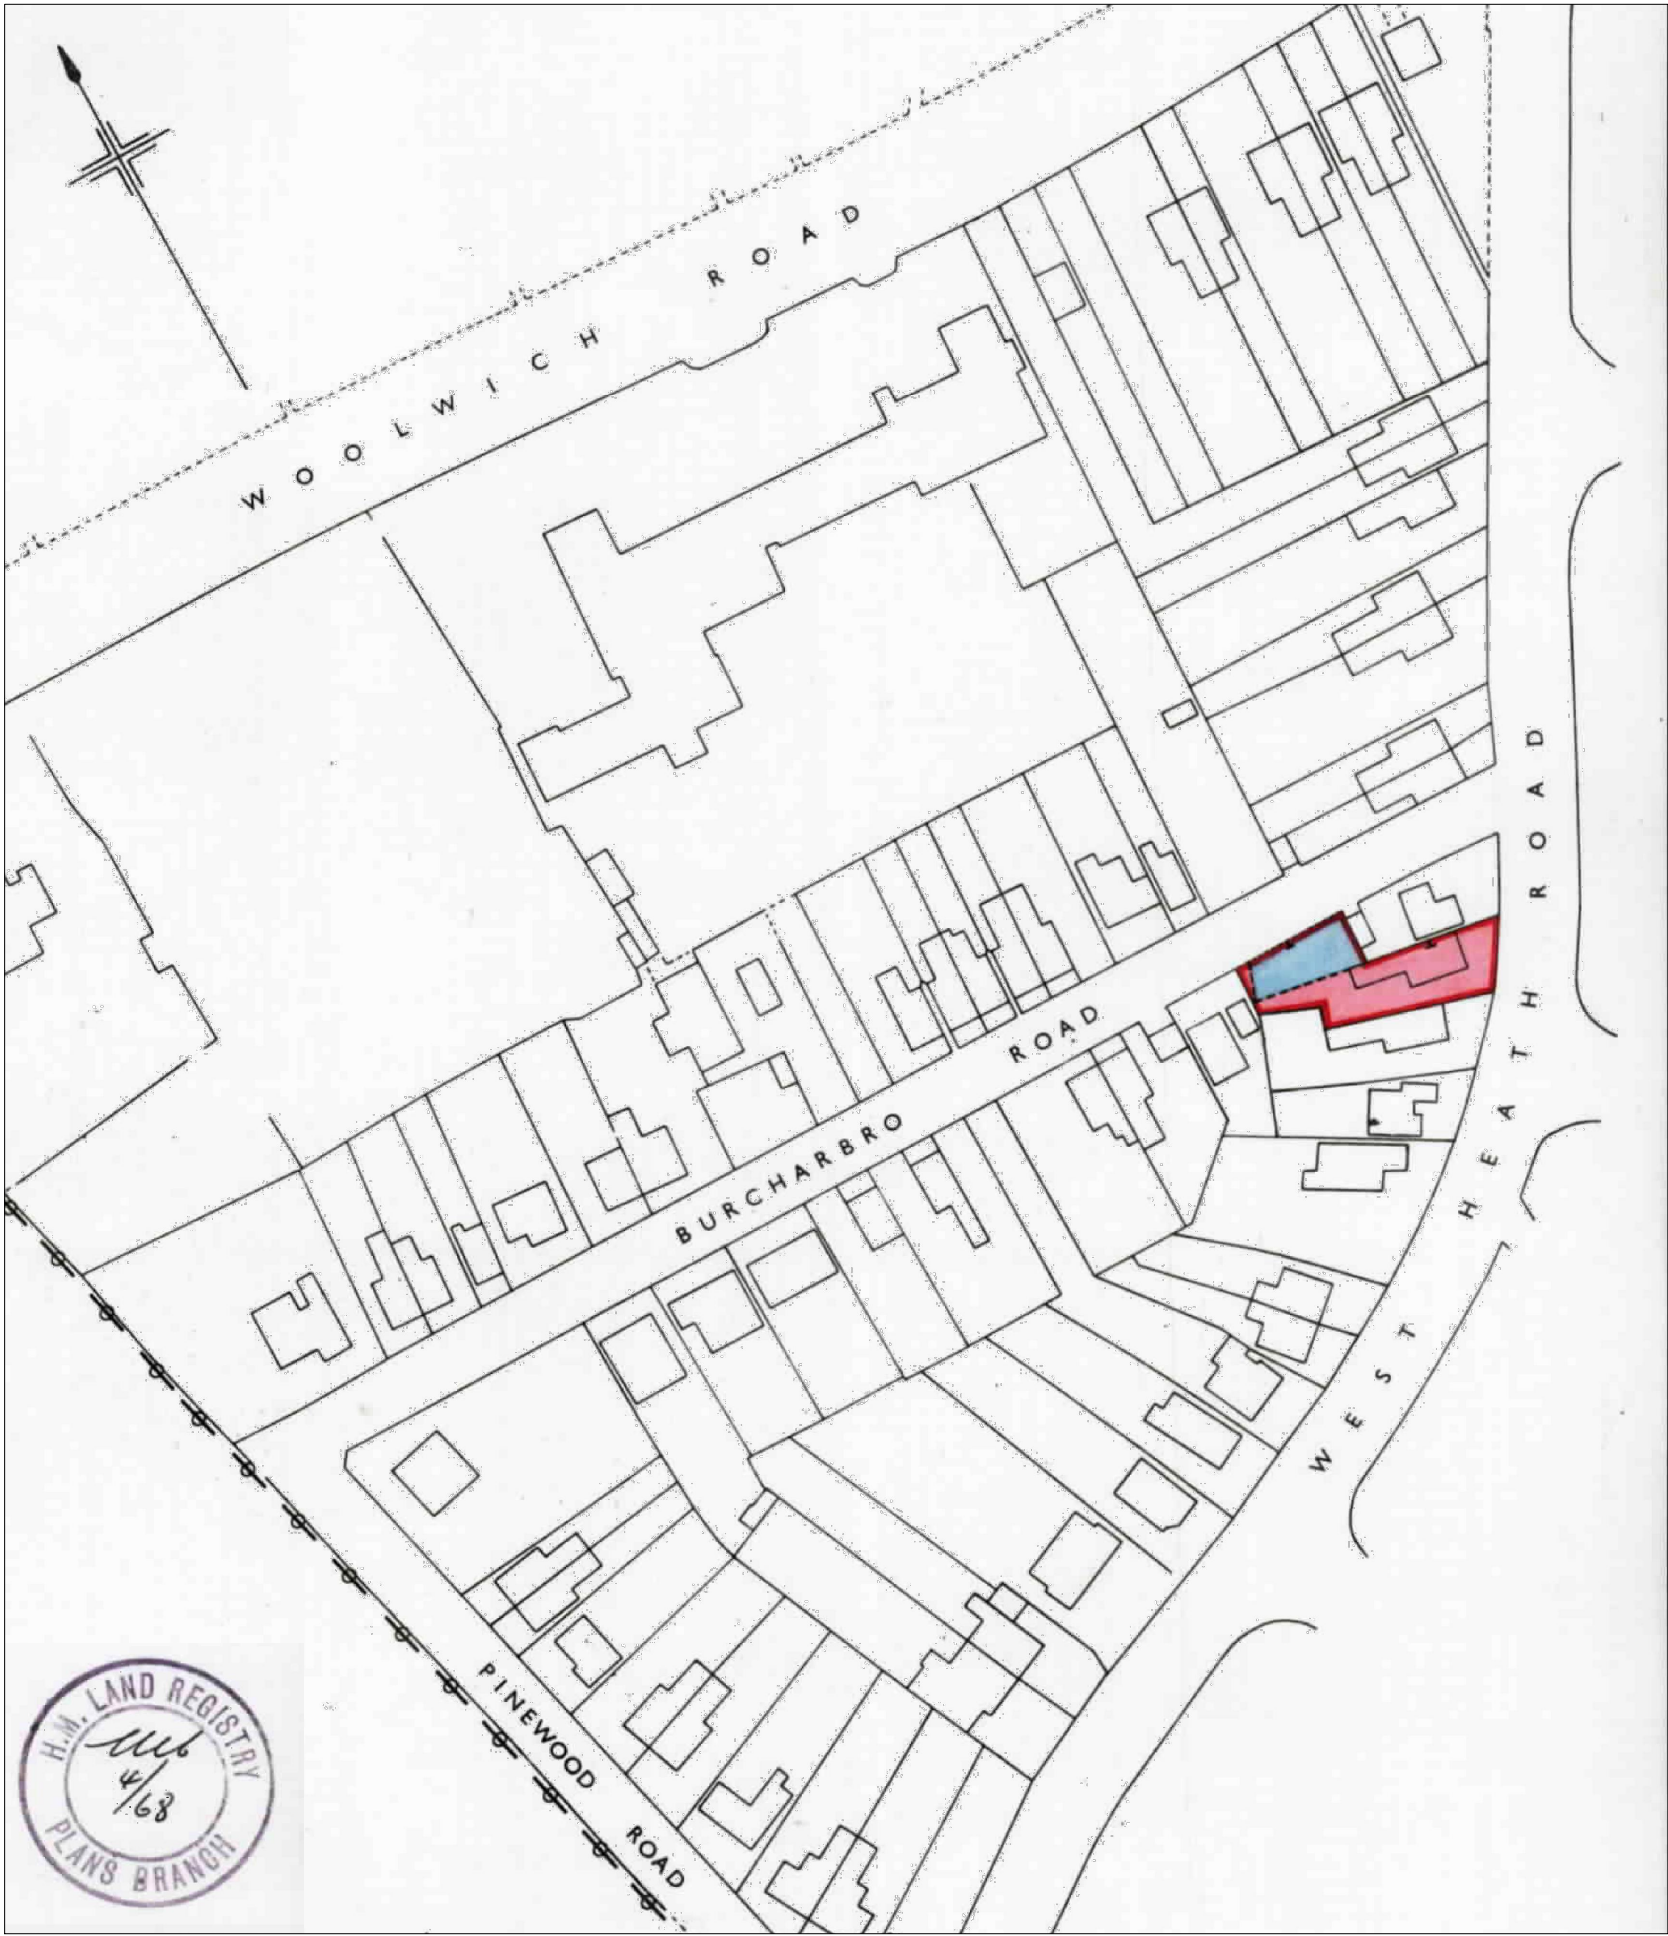 WOOLWICH ROAD
BURCHARBRO ROAD
WEST HEATH ROAD
PINEWOOD ROAD
H.M. LAND REGISTRY
4/68
PLANS BRANCH